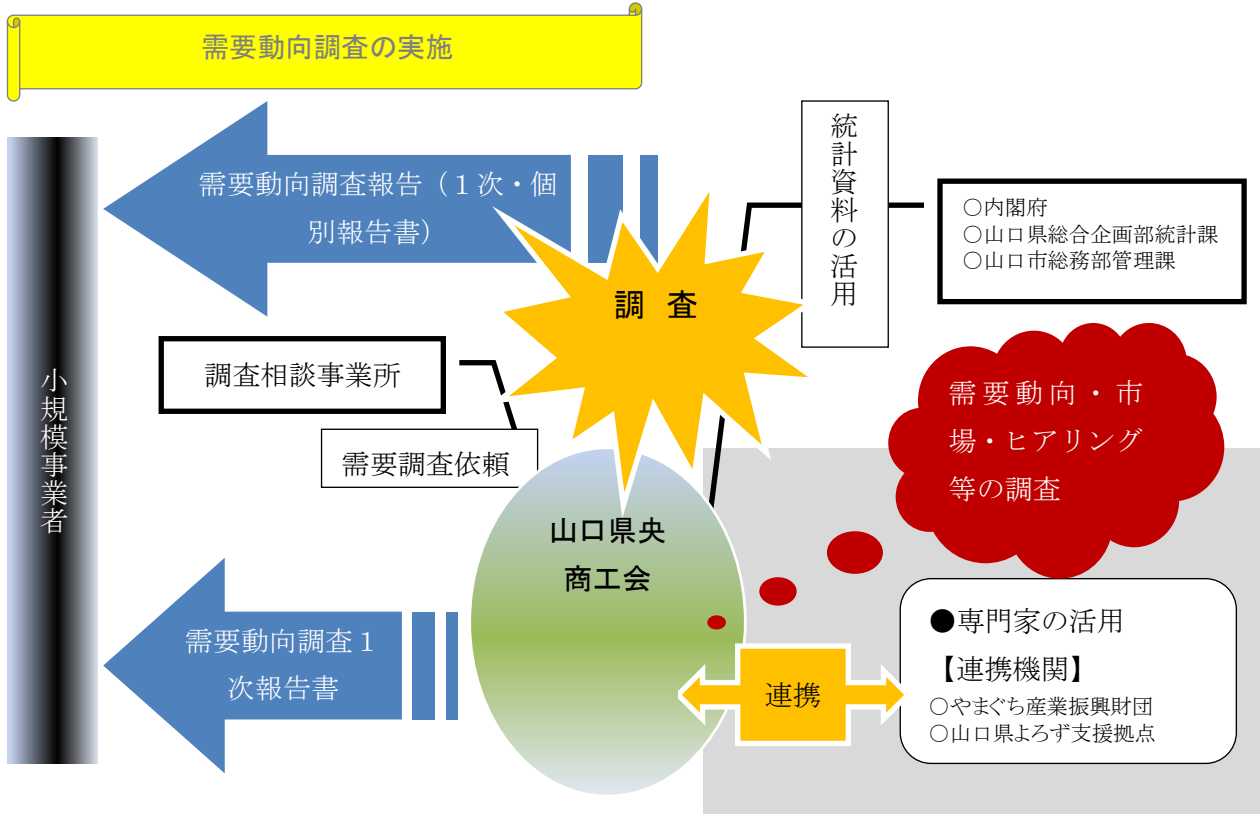 需要動向調査の実施
需要動向調査報告（１次・個
別報告書）
統計資料の活用
○内閣府
○山口県総合企画部統計課
○山口市総務部管理課
調 査
小規模事業者
調査相談事業所
需要調査依頼
需要動向・市
場・ヒアリング
等の調査
山口県央
商工会
需要動向調査１
次報告書
連携
●専門家の活用
【連携機関】
○やまぐち産業振興財団
○山口県よろず支援拠点